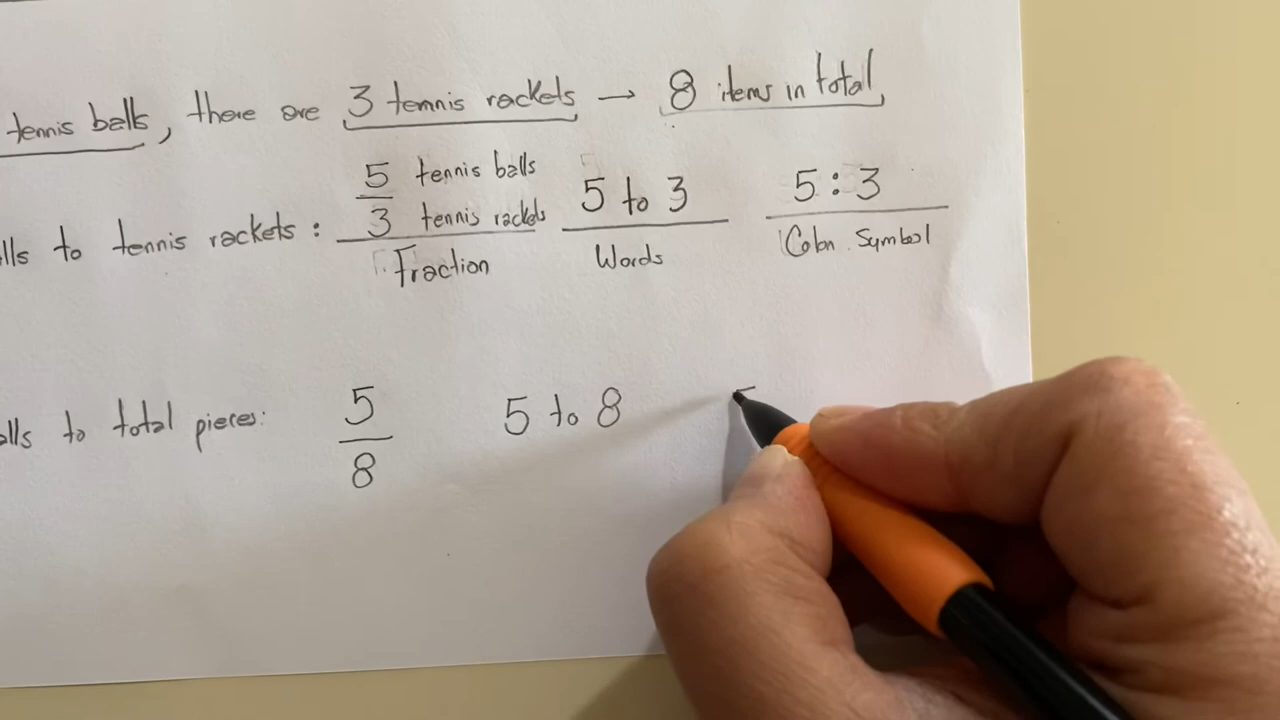 tennis balls, there are 3 tennis rackets → 8 items in total,
lls to tennis rackets : 5/3 tennis balls tennis rackets 5 to 3 5 : 3
Fraction Words Colon Symbol
alls to total pieces: 5/8 5 to 8 5